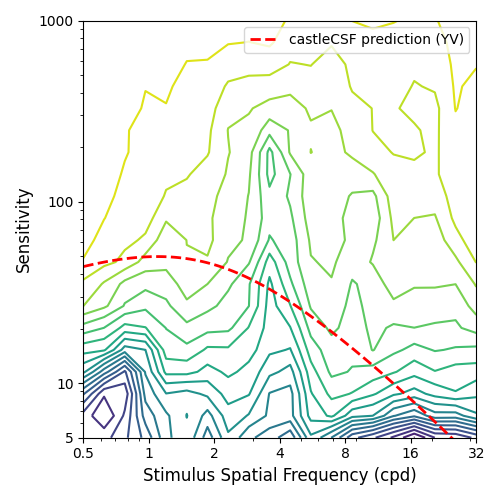 1000
castleCSF prediction (YV)
100
10
5
Sensitivity
0.5 1 2 4 8 16 32
Stimulus Spatial Frequency (cpd)